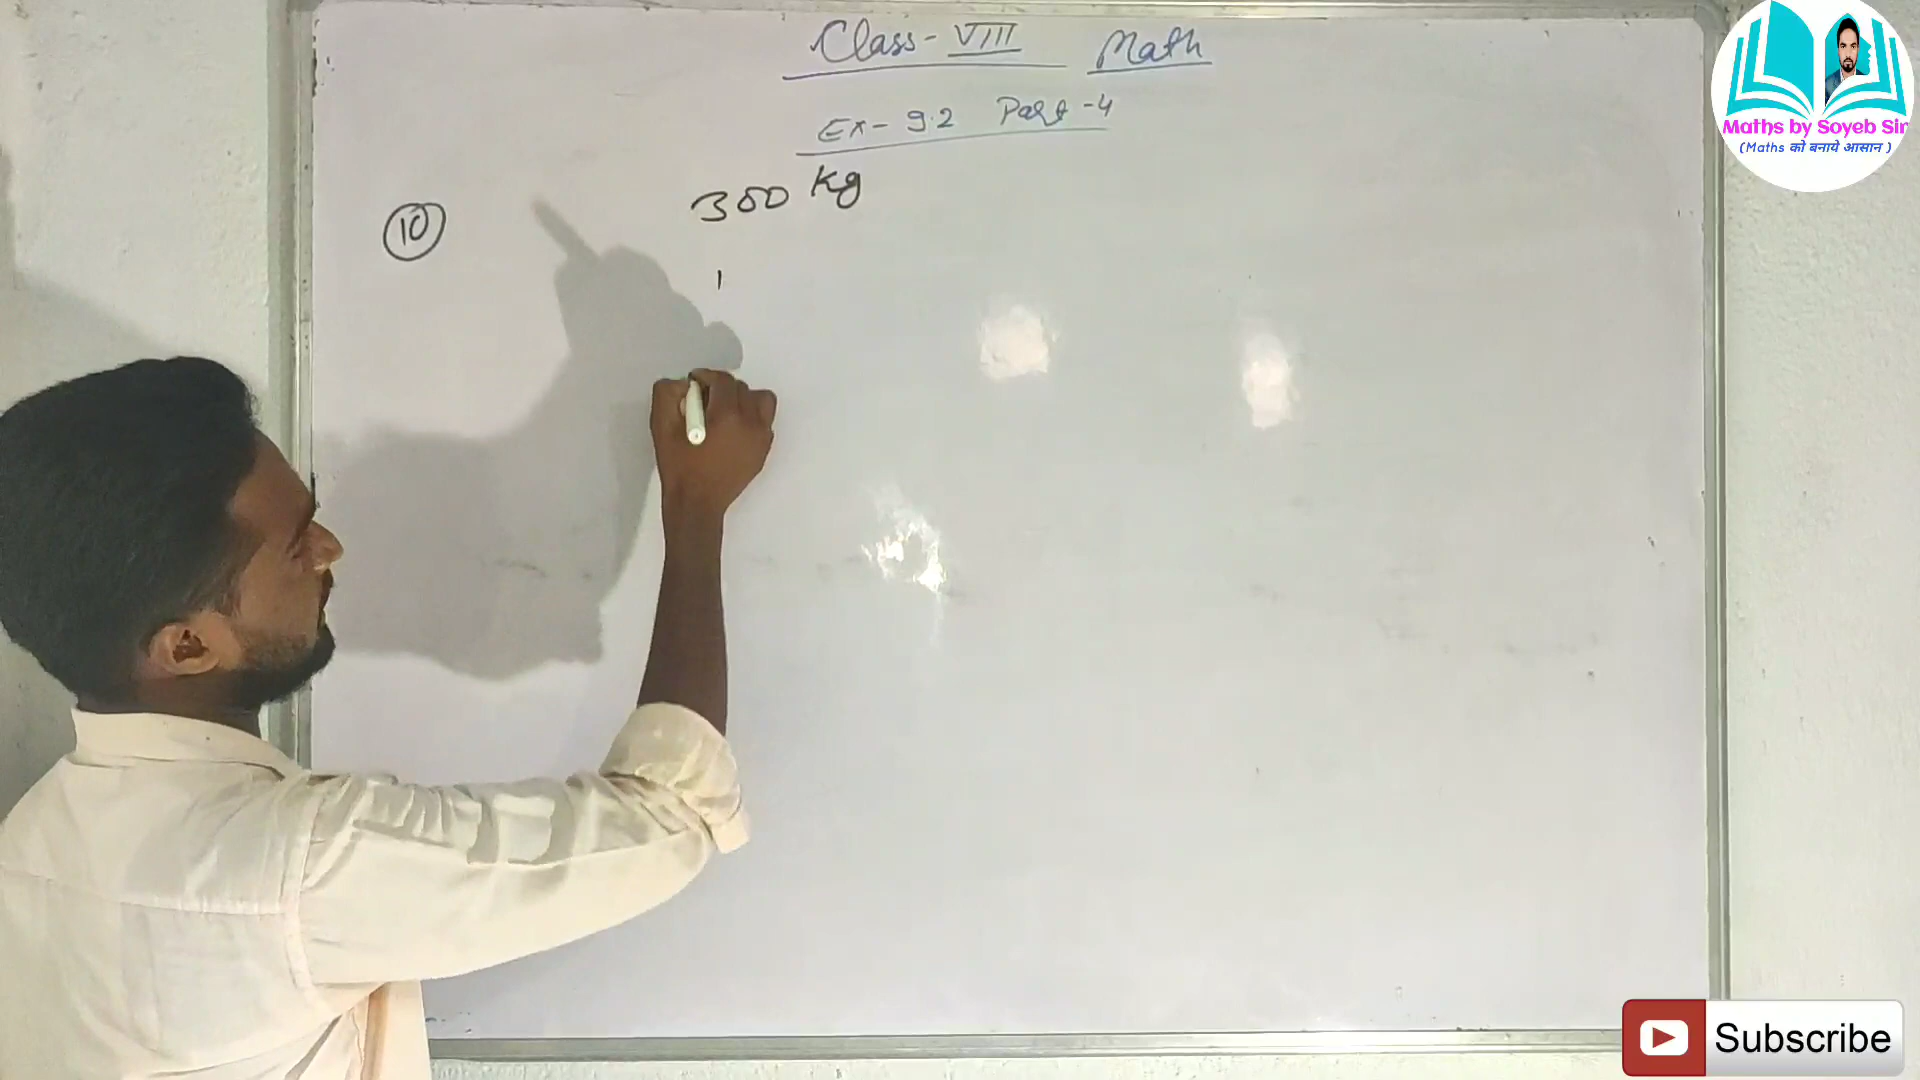 Class- VIII Math
Ex- 9.2 Part -4
300 kg
10
1
Maths by Soyeb Sir
(Maths को बनाये आसान )
Subscribe